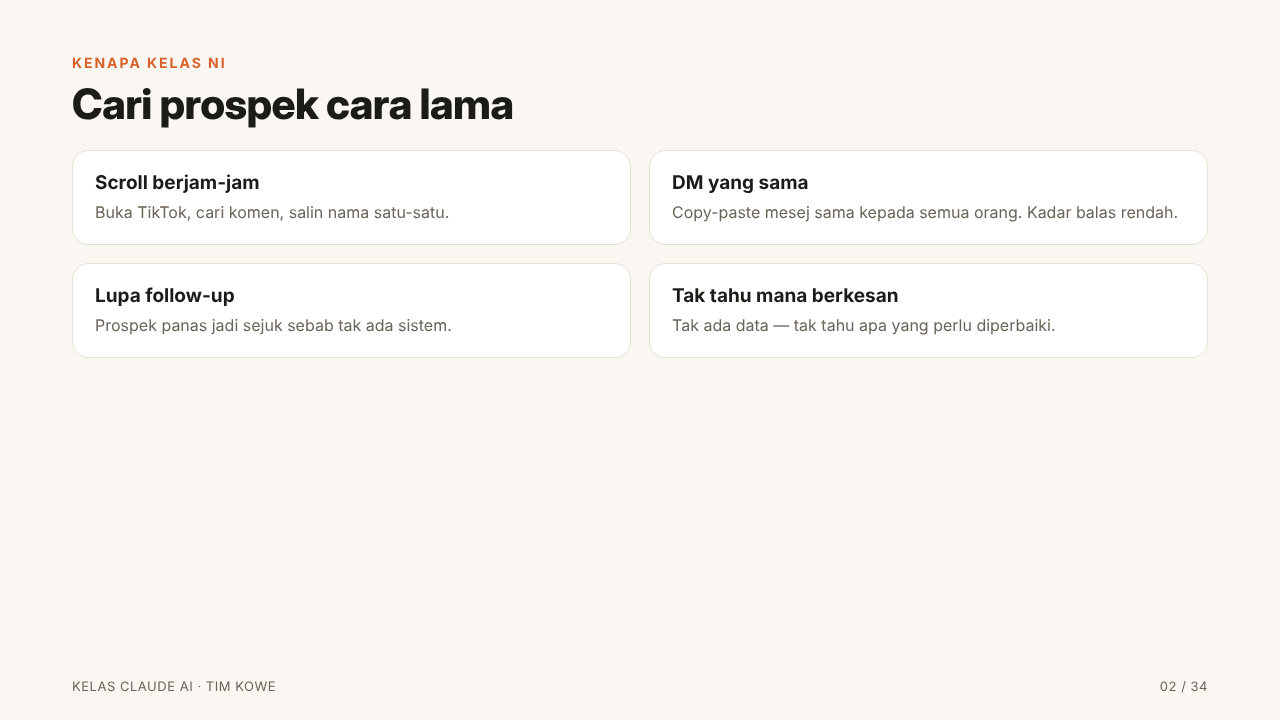 KENAPA KELAS NI
Cari prospek cara lama
Scroll berjam-jam
Buka TikTok, cari komen, salin nama satu-satu.
DM yang sama
Copy-paste mesej sama kepada semua orang. Kadar balas rendah.
Lupa follow-up
Prospek panas jadi sejuk sebab tak ada sistem.
Tak tahu mana berkesan
Tak ada data — tak tahu apa yang perlu diperbaiki.
KELAS CLAUDE AI · TIM KOWE
02 / 34